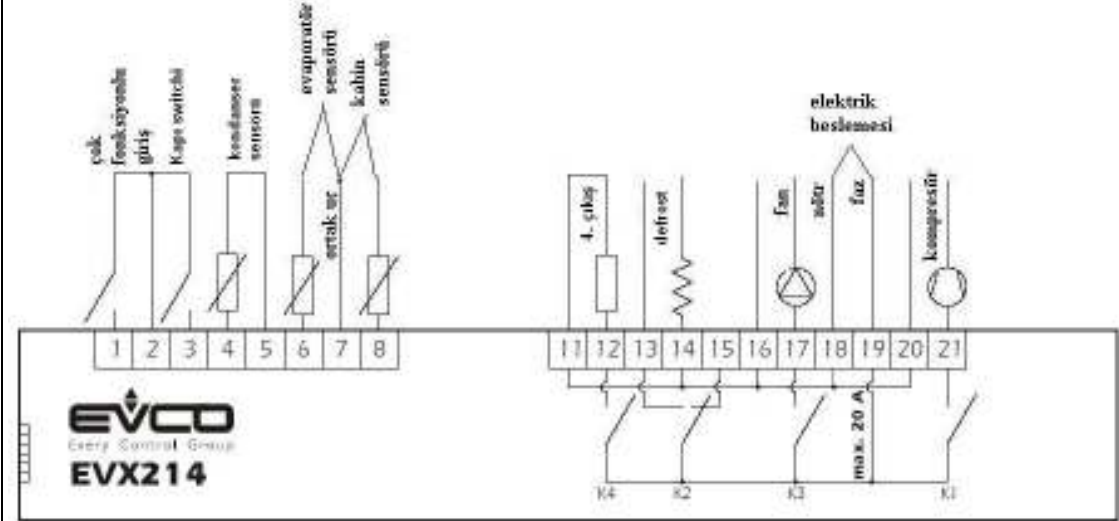 çok
fonksiyonlu
giriş
Kapı switchi
kondanser
sensörü
evaporatör
sensörü
ortak uç
kabin
sensörü
4. çıkış
defrost
fan
nötr
faz
elektrik
beslemesi
kompresör
1 2 3 4 5 6 7 8
11 12 13 14 15 16 17 18 19 20 21
EVCO
Every Control Group
EVX214
max. 20 A
K4 K2 K3 K1